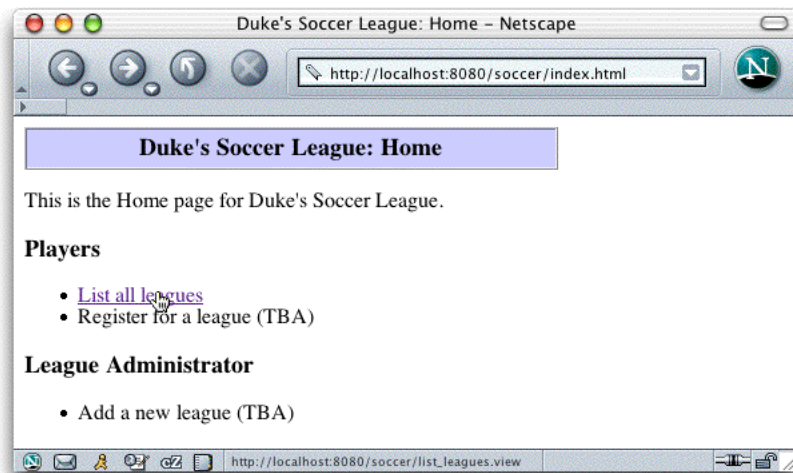 Duke's Soccer League: Home – Netscape
http://localhost:8080/soccer/index.html
N
Duke's Soccer League: Home
This is the Home page for Duke's Soccer League.
Players
• List all leagues
• Register for a league (TBA)
League Administrator
• Add a new league (TBA)
http://localhost:8080/soccer/list_leagues.view